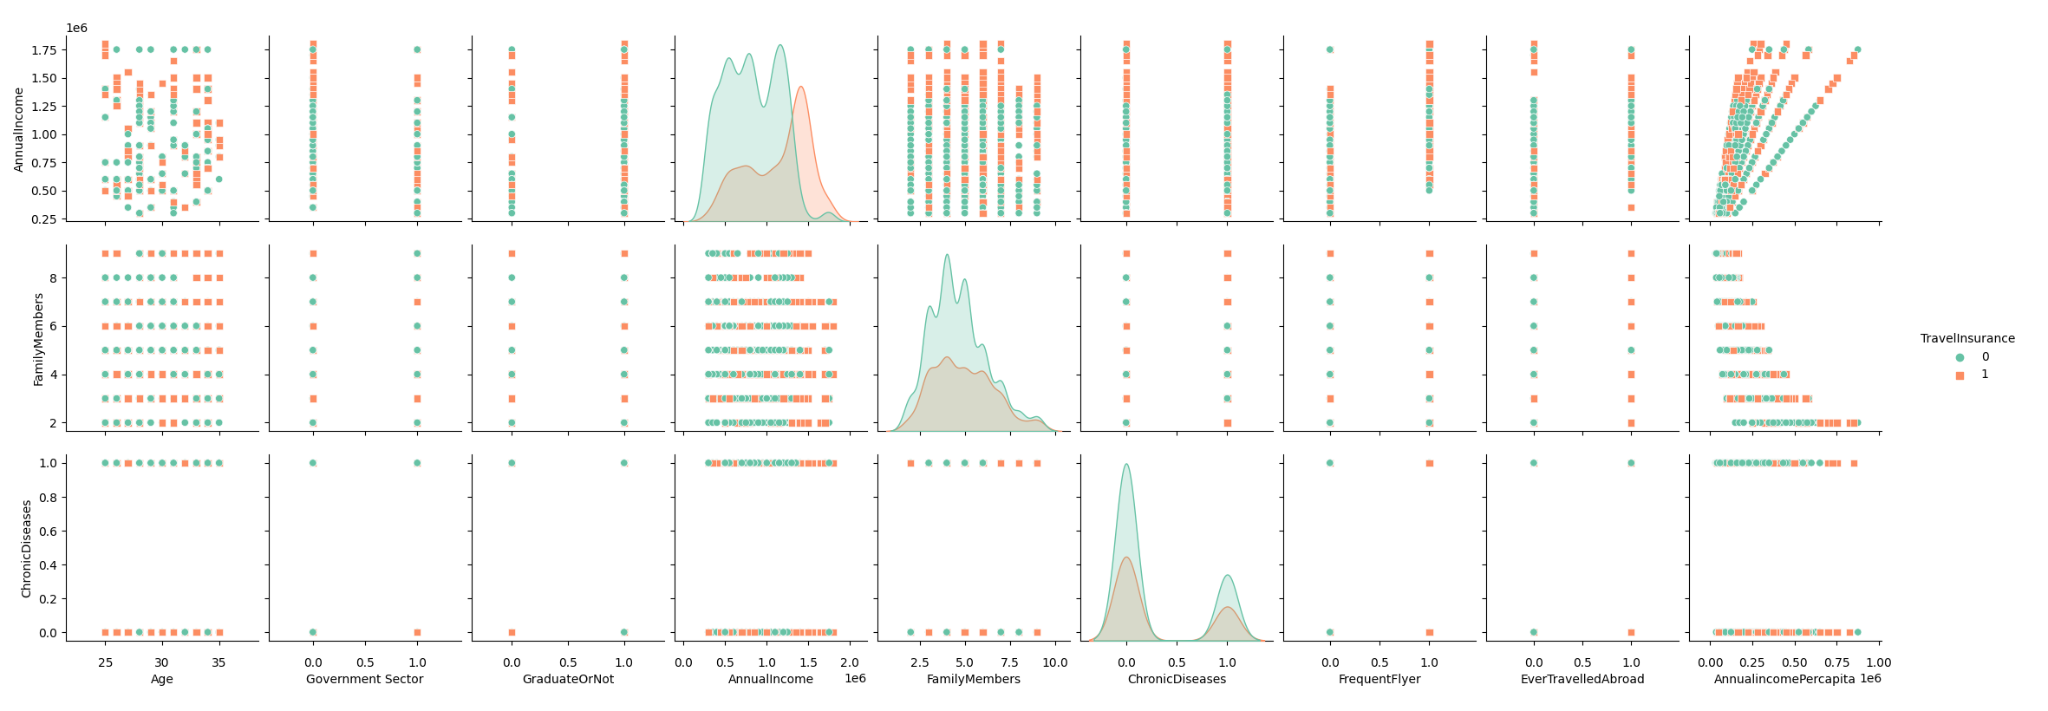 1e6
1.75
1.50
1.25
1.00
0.75
0.50
0.25
AnnualIncome
8
6
4
2
FamilyMembers
1.0
0.8
0.6
0.4
0.2
0.0
ChronicDiseases
25 30 35
Age
0.0 0.5 1.0
Government Sector
0.0 0.5 1.0
GraduateOrNot
0.0 0.5 1.0 1.5 2.0
AnnualIncome 1e6
2.5 5.0 7.5 10.0
FamilyMembers
0.0 0.5 1.0
ChronicDiseases
0.0 0.5 1.0
FrequentFlyer
0.0 0.5 1.0
EverTravelledAbroad
0.00 0.25 0.50 0.75 1.00
AnnualincomePercapita 1e6
TravelInsurance
0
1